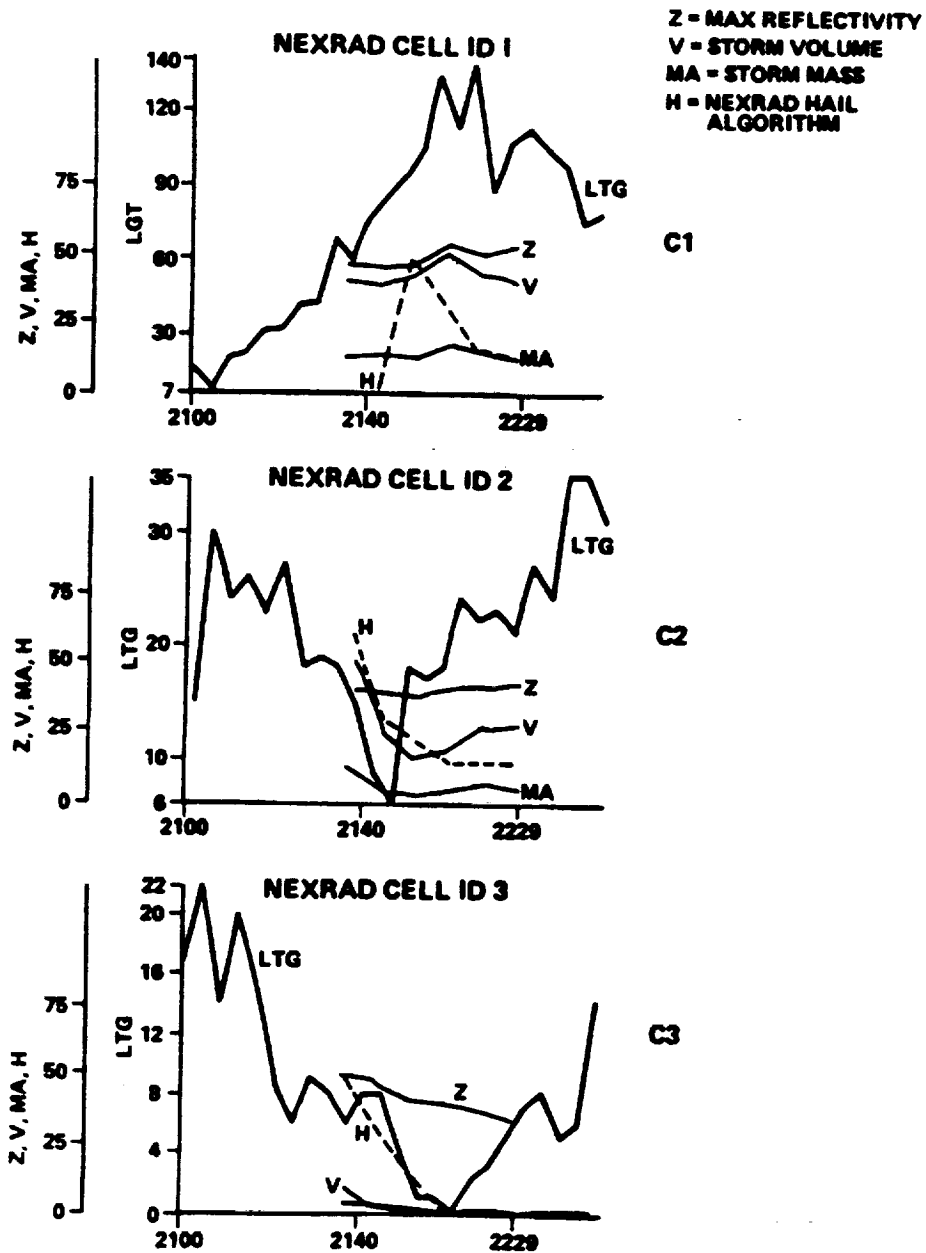 Z = MAX REFLECTIVITY
V = STORM VOLUME
MA = STORM MASS
H = NEXRAD HAIL
ALGORITHM
NEXRAD CELL ID 1
140
120
90
60
30
7
75
50
25
0
Z, V, MA, H
LGT
LTG
Z
V
MA
H
C1
2100 2140 2229
NEXRAD CELL ID 2
35
30
20
10
6
75
50
25
0
Z, V, MA, H
LTG
LTG
H
Z
V
MA
C2
2100 2140 2229
NEXRAD CELL ID 3
22
20
16
12
8
4
0
75
50
25
0
Z, V, MA, H
LTG
LTG
Z
H
V
C3
2100 2140 2229